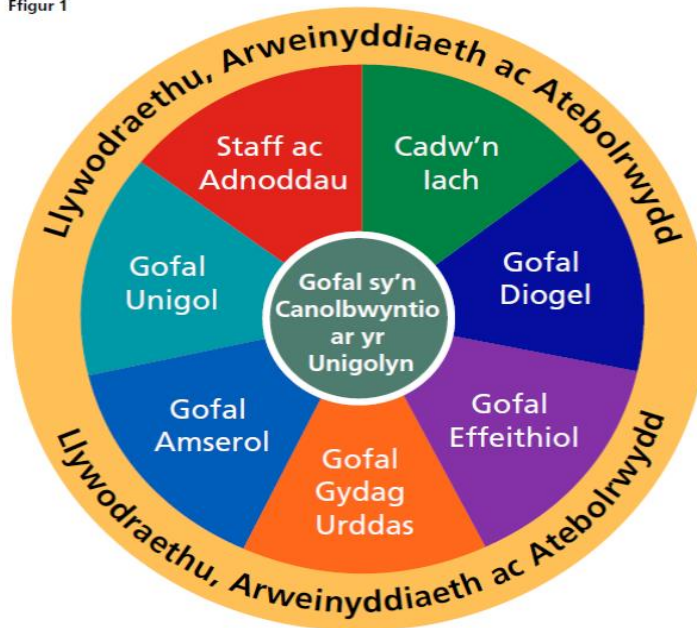 Ffigur 1
Llywodraethu, Arweinyddiaeth ac Atebolrwydd
Staff ac
Adnoddau
Cadw'n
Iach
Gofal
Unigol
Gofal sy'n
Canolbwyntio
ar yr
Unigolyn
Gofal
Diogel
Gofal
Amserol
Gofal
Gydag
Urddas
Gofal
Effeithiol
Llywodraethu, Arweinyddiaeth ac Atebolrwydd